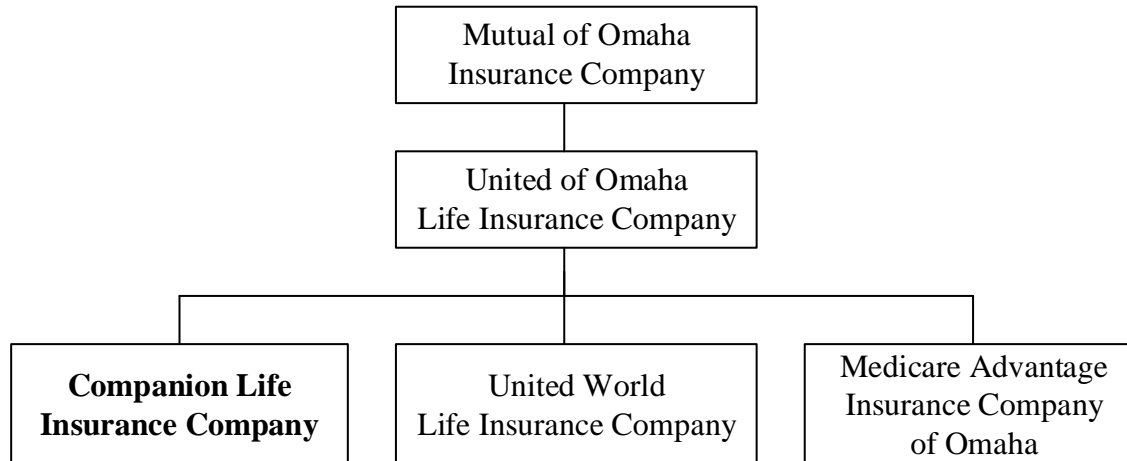 Mutual of Omaha
Insurance Company
United of Omaha
Life Insurance Company
Companion Life
Insurance Company
United World
Life Insurance Company
Medicare Advantage
Insurance Company
of Omaha